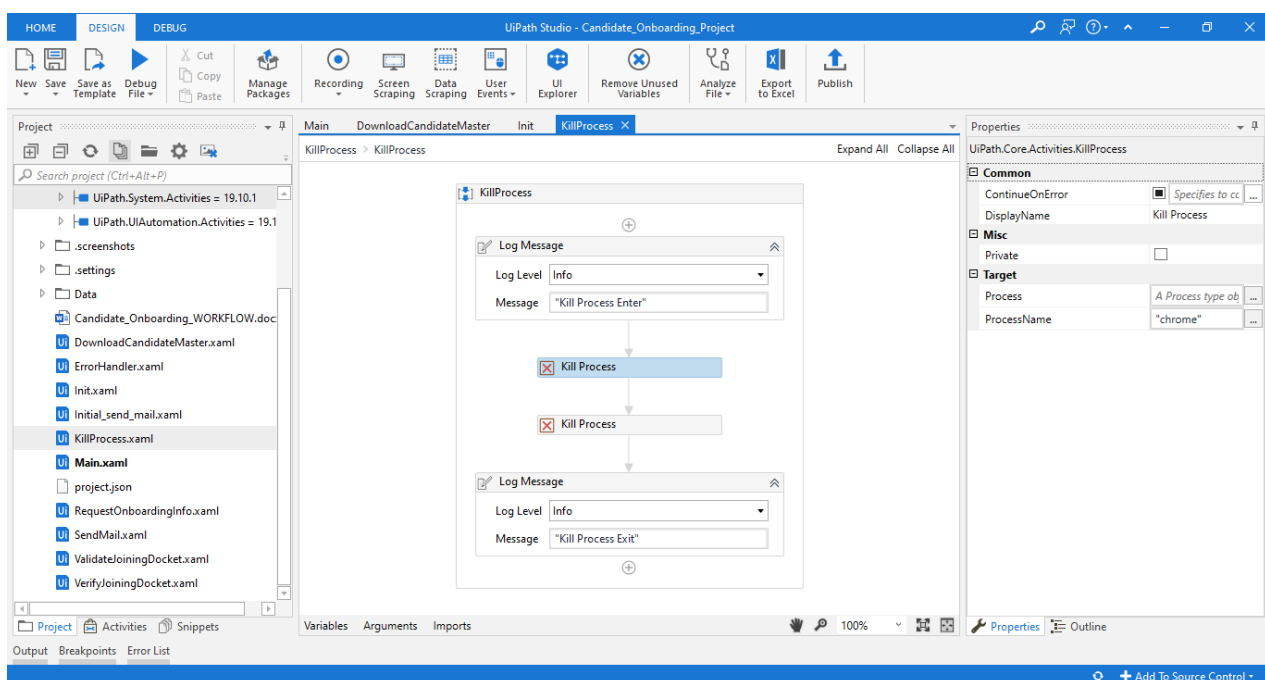 HOME DESIGN DEBUG
UiPath Studio - Candidate_Onboarding_Project
New Save Save as Template Debug File
Cut
Copy
Paste
Manage Packages
Recording Screen Scraping Data Scraping User Events UI Explorer Remove Unused Variables Analyze File Export to Excel Publish
Project
Search project (Ctrl+Alt+P)
UiPath.System.Activities = 19.10.1
UiPath.UIAutomation.Activities = 19.1
.screenshots
.settings
Data
Candidate_Onboarding_WORKFLOW.doc
DownloadCandidateMaster.xaml
ErrorHandler.xaml
Init.xaml
Initial_send_mail.xaml
KillProcess.xaml
Main.xaml
project.json
RequestOnboardingInfo.xaml
SendMail.xaml
ValidateJoiningDocket.xaml
VerifyJoiningDocket.xaml
Project Activities Snippets
Main DownloadCandidateMaster Init KillProcess
KillProcess > KillProcess
Expand All Collapse All
KillProcess
Log Message
Log Level Info
Message "Kill Process Enter"
Kill Process
Kill Process
Log Message
Log Level Info
Message "Kill Process Exit"
Variables Arguments Imports
100%
Properties
UiPath.Core.Activities.KillProcess
Common
ContinueOnError Specifies to cc ...
DisplayName Kill Process
Misc
Private
Target
Process A Process type ob ...
ProcessName "chrome" ...
Properties Outline
Output Breakpoints Error List
Add To Source Control